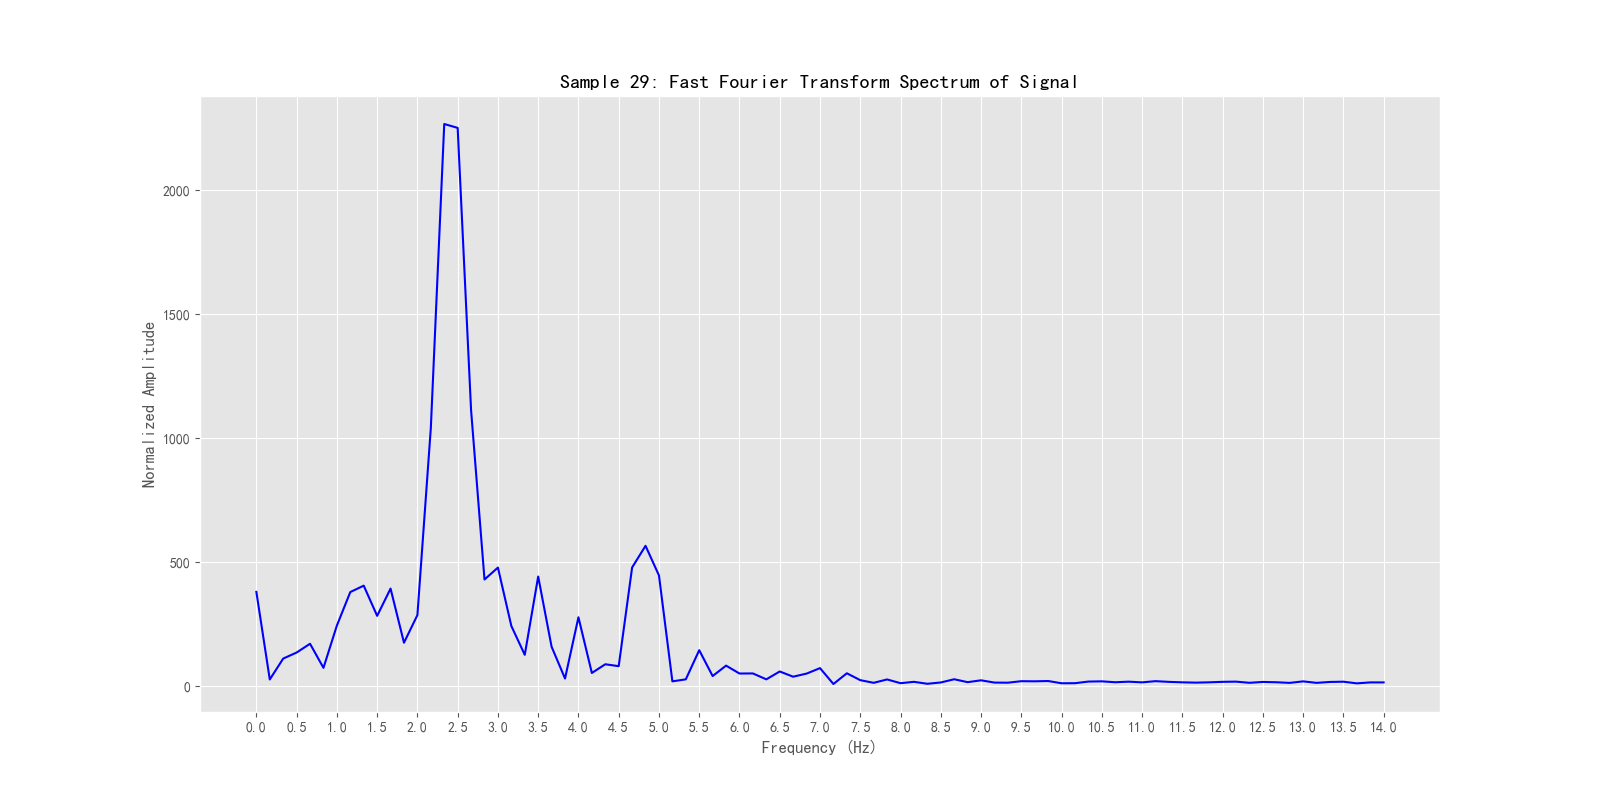 Sample 29: Fast Fourier Transform Spectrum of Signal
Normalized Amplitude
2000
1500
1000
500
0
0.0 0.5 1.0 1.5 2.0 2.5 3.0 3.5 4.0 4.5 5.0 5.5 6.0 6.5 7.0 7.5 8.0 8.5 9.0 9.5 10.0 10.5 11.0 11.5 12.0 12.5 13.0 13.5 14.0
Frequency (Hz)